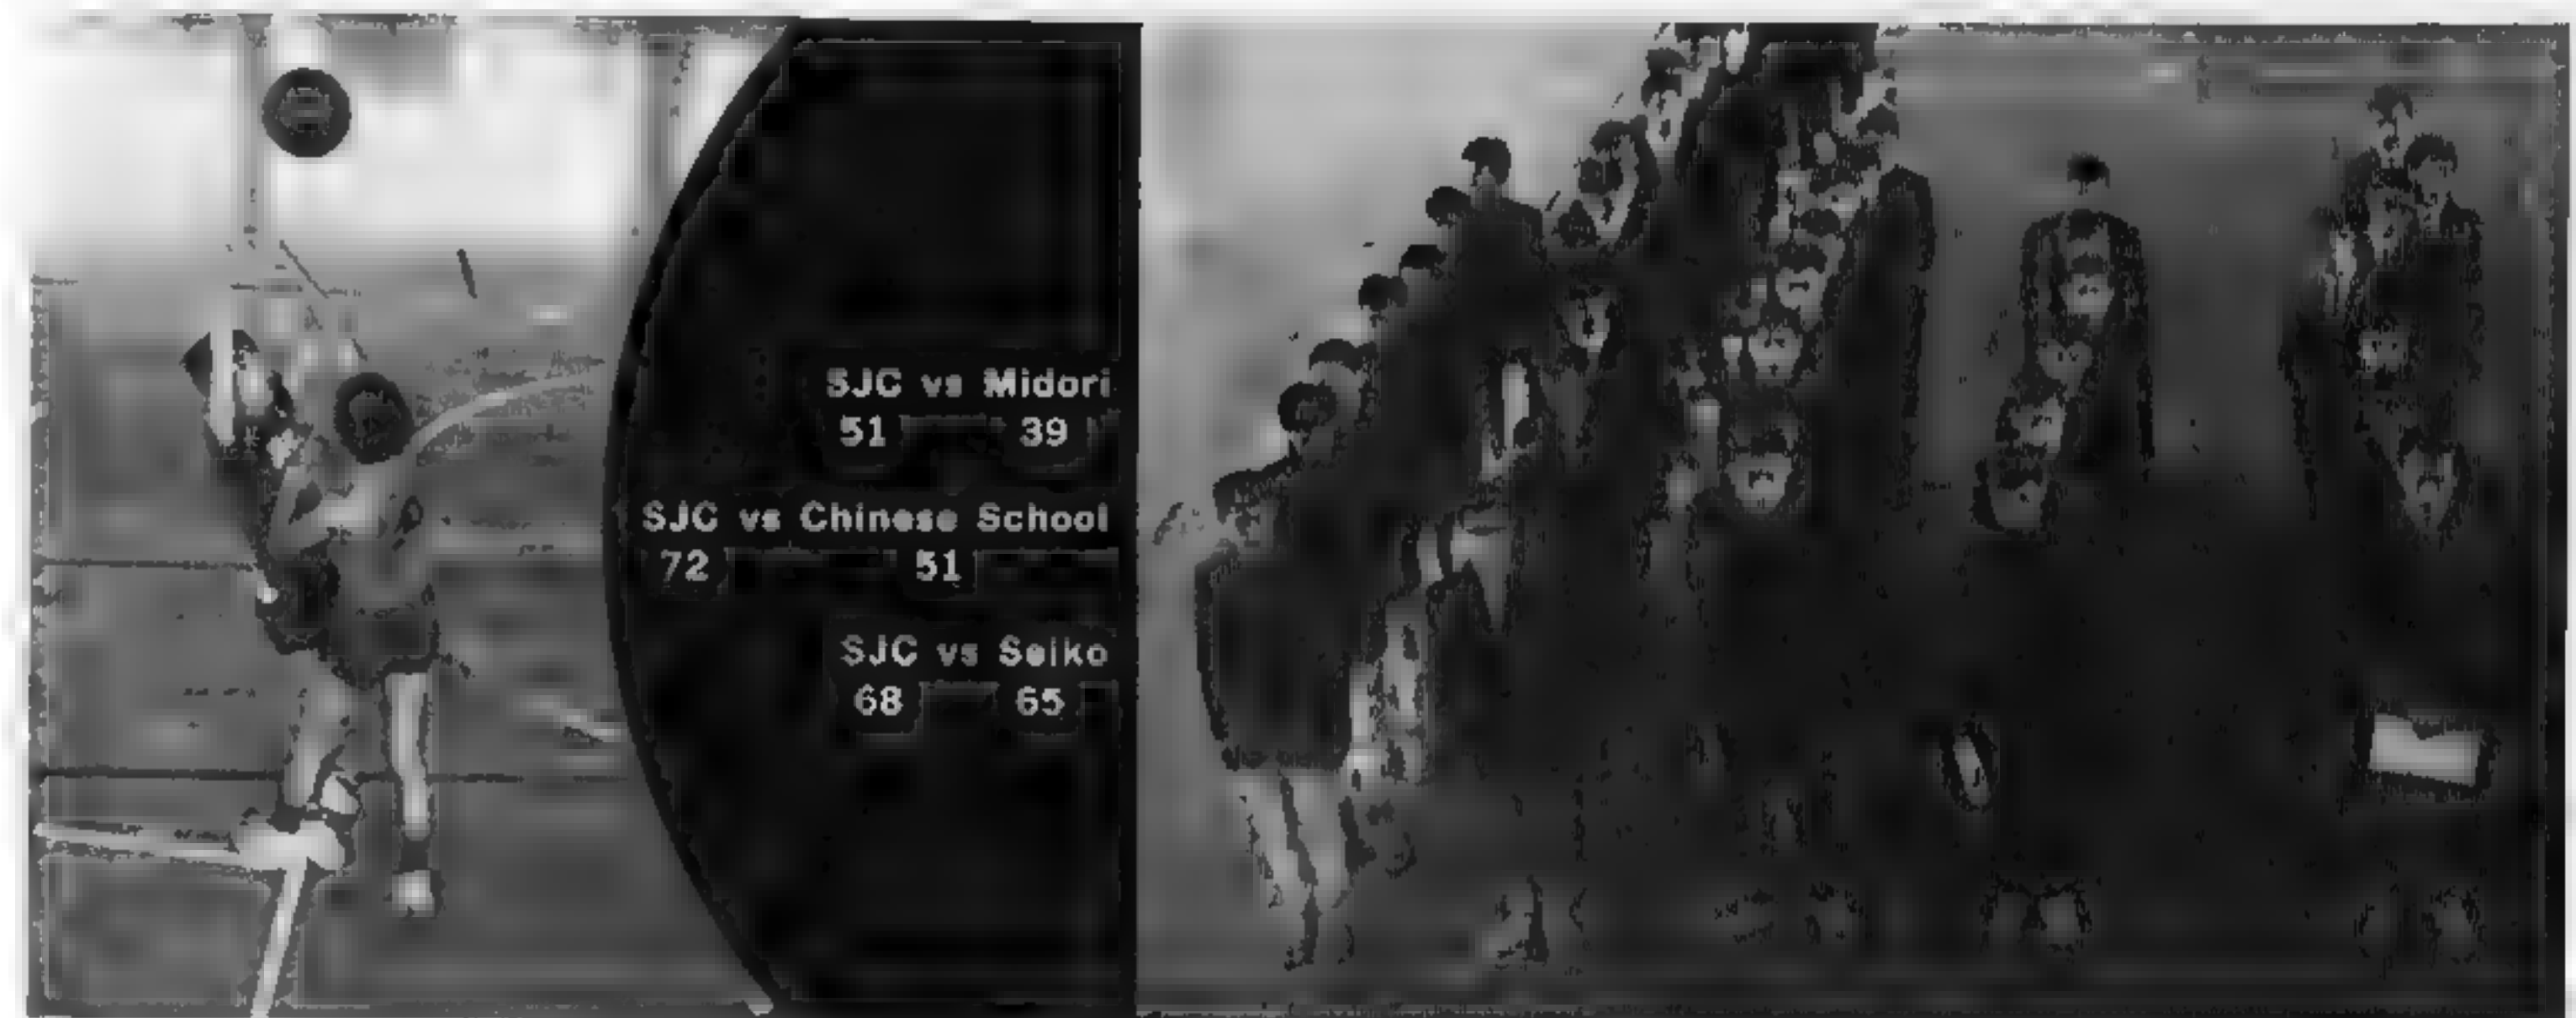 SJC vs Midori
51 39
SJC vs Chinese School
72 51
SJC vs Seiko
68 65